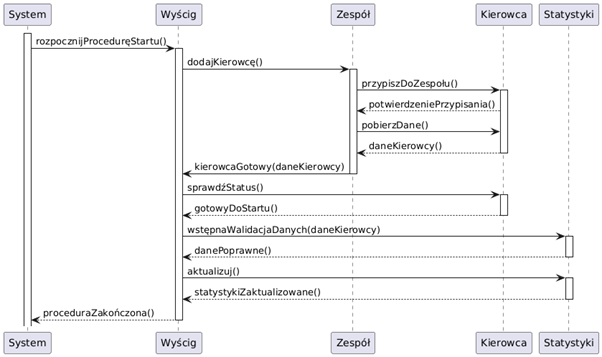 System Wyścig Zespół Kierowca Statystyki
rozpocznijProceduręStartu()
dodajKierowcę()
przypiszDoZespołu()
potwierdzeniePrzypisania()
pobierzDane()
daneKierowcy()
kierowcaGotowy(daneKierowcy)
sprawdźStatus()
gotowyDoStartu()
wstępnaWalidacjaDanych(daneKierowcy)
danePoprawne()
aktualizuj()
statystykiZaktualizowane()
proceduraZakończona()
System Wyścig Zespół Kierowca Statystyki